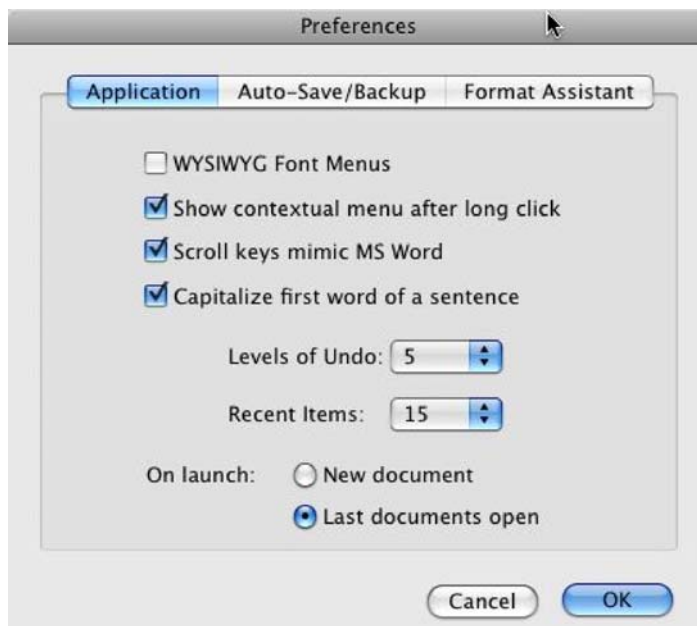 Preferences
Application Auto-Save/Backup Format Assistant
WYSIWYG Font Menus
Show contextual menu after long click
Scroll keys mimic MS Word
Capitalize first word of a sentence
Levels of Undo: 5
Recent Items: 15
On launch: New document
Last documents open
Cancel OK